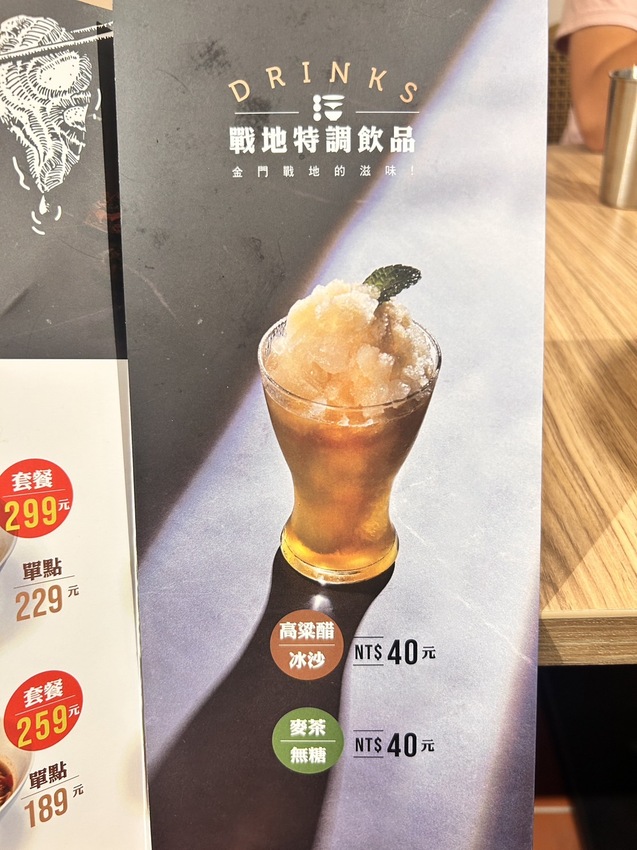 DRINKS
戰地特調飲品
金門戰地的滋味!
高粱醋
冰沙
NT$40元
麥茶
無糖
NT$40元
套餐
299元
單點
229元
套餐
259元
單點
189元